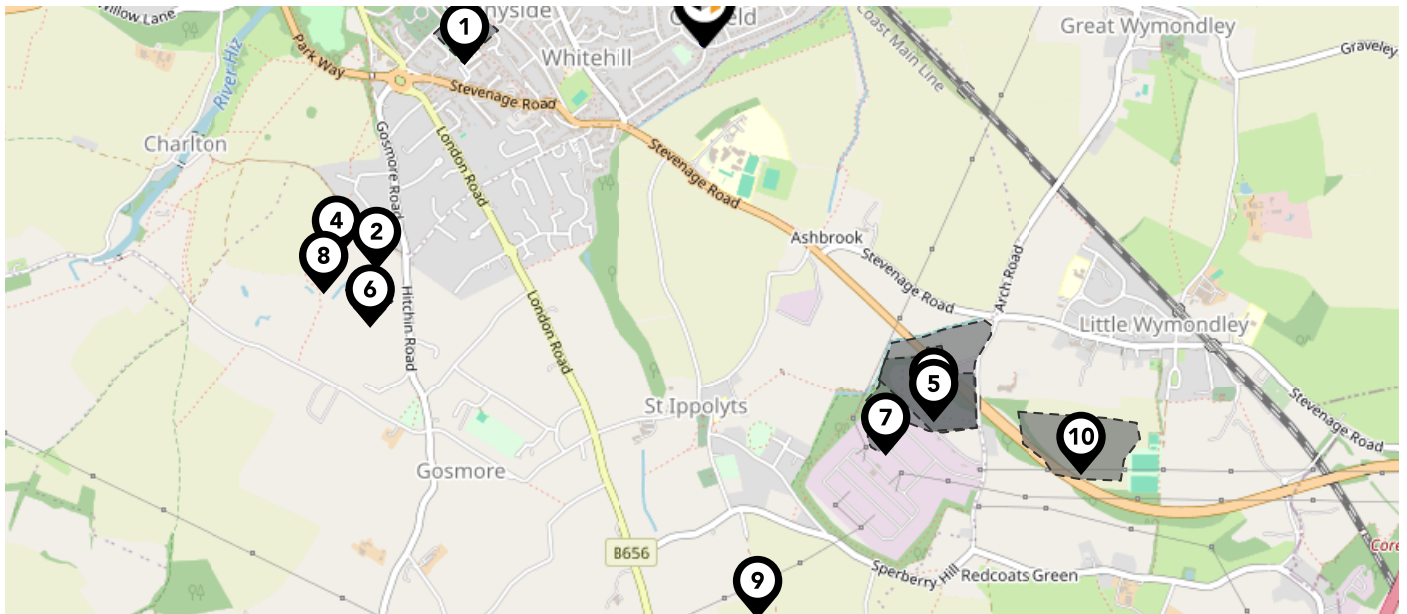 Willow Lane
nyside
1
Great Wymondley
Coast Main Line
Graveley
River Hiz
Park Way
Whitehill
Stevenage Road
Charlton
Gosmore Road
London Road
Stevenage Road
4
2
8
6
Ashbrook
Stevenage Road
Arch Road
Hitchin Road
London Road
Little Wymondley
5
7
10
St Ippolyts
Stevenage Road
Gosmore
B656
9
Sperberry Hill
Redcoats Green
Core